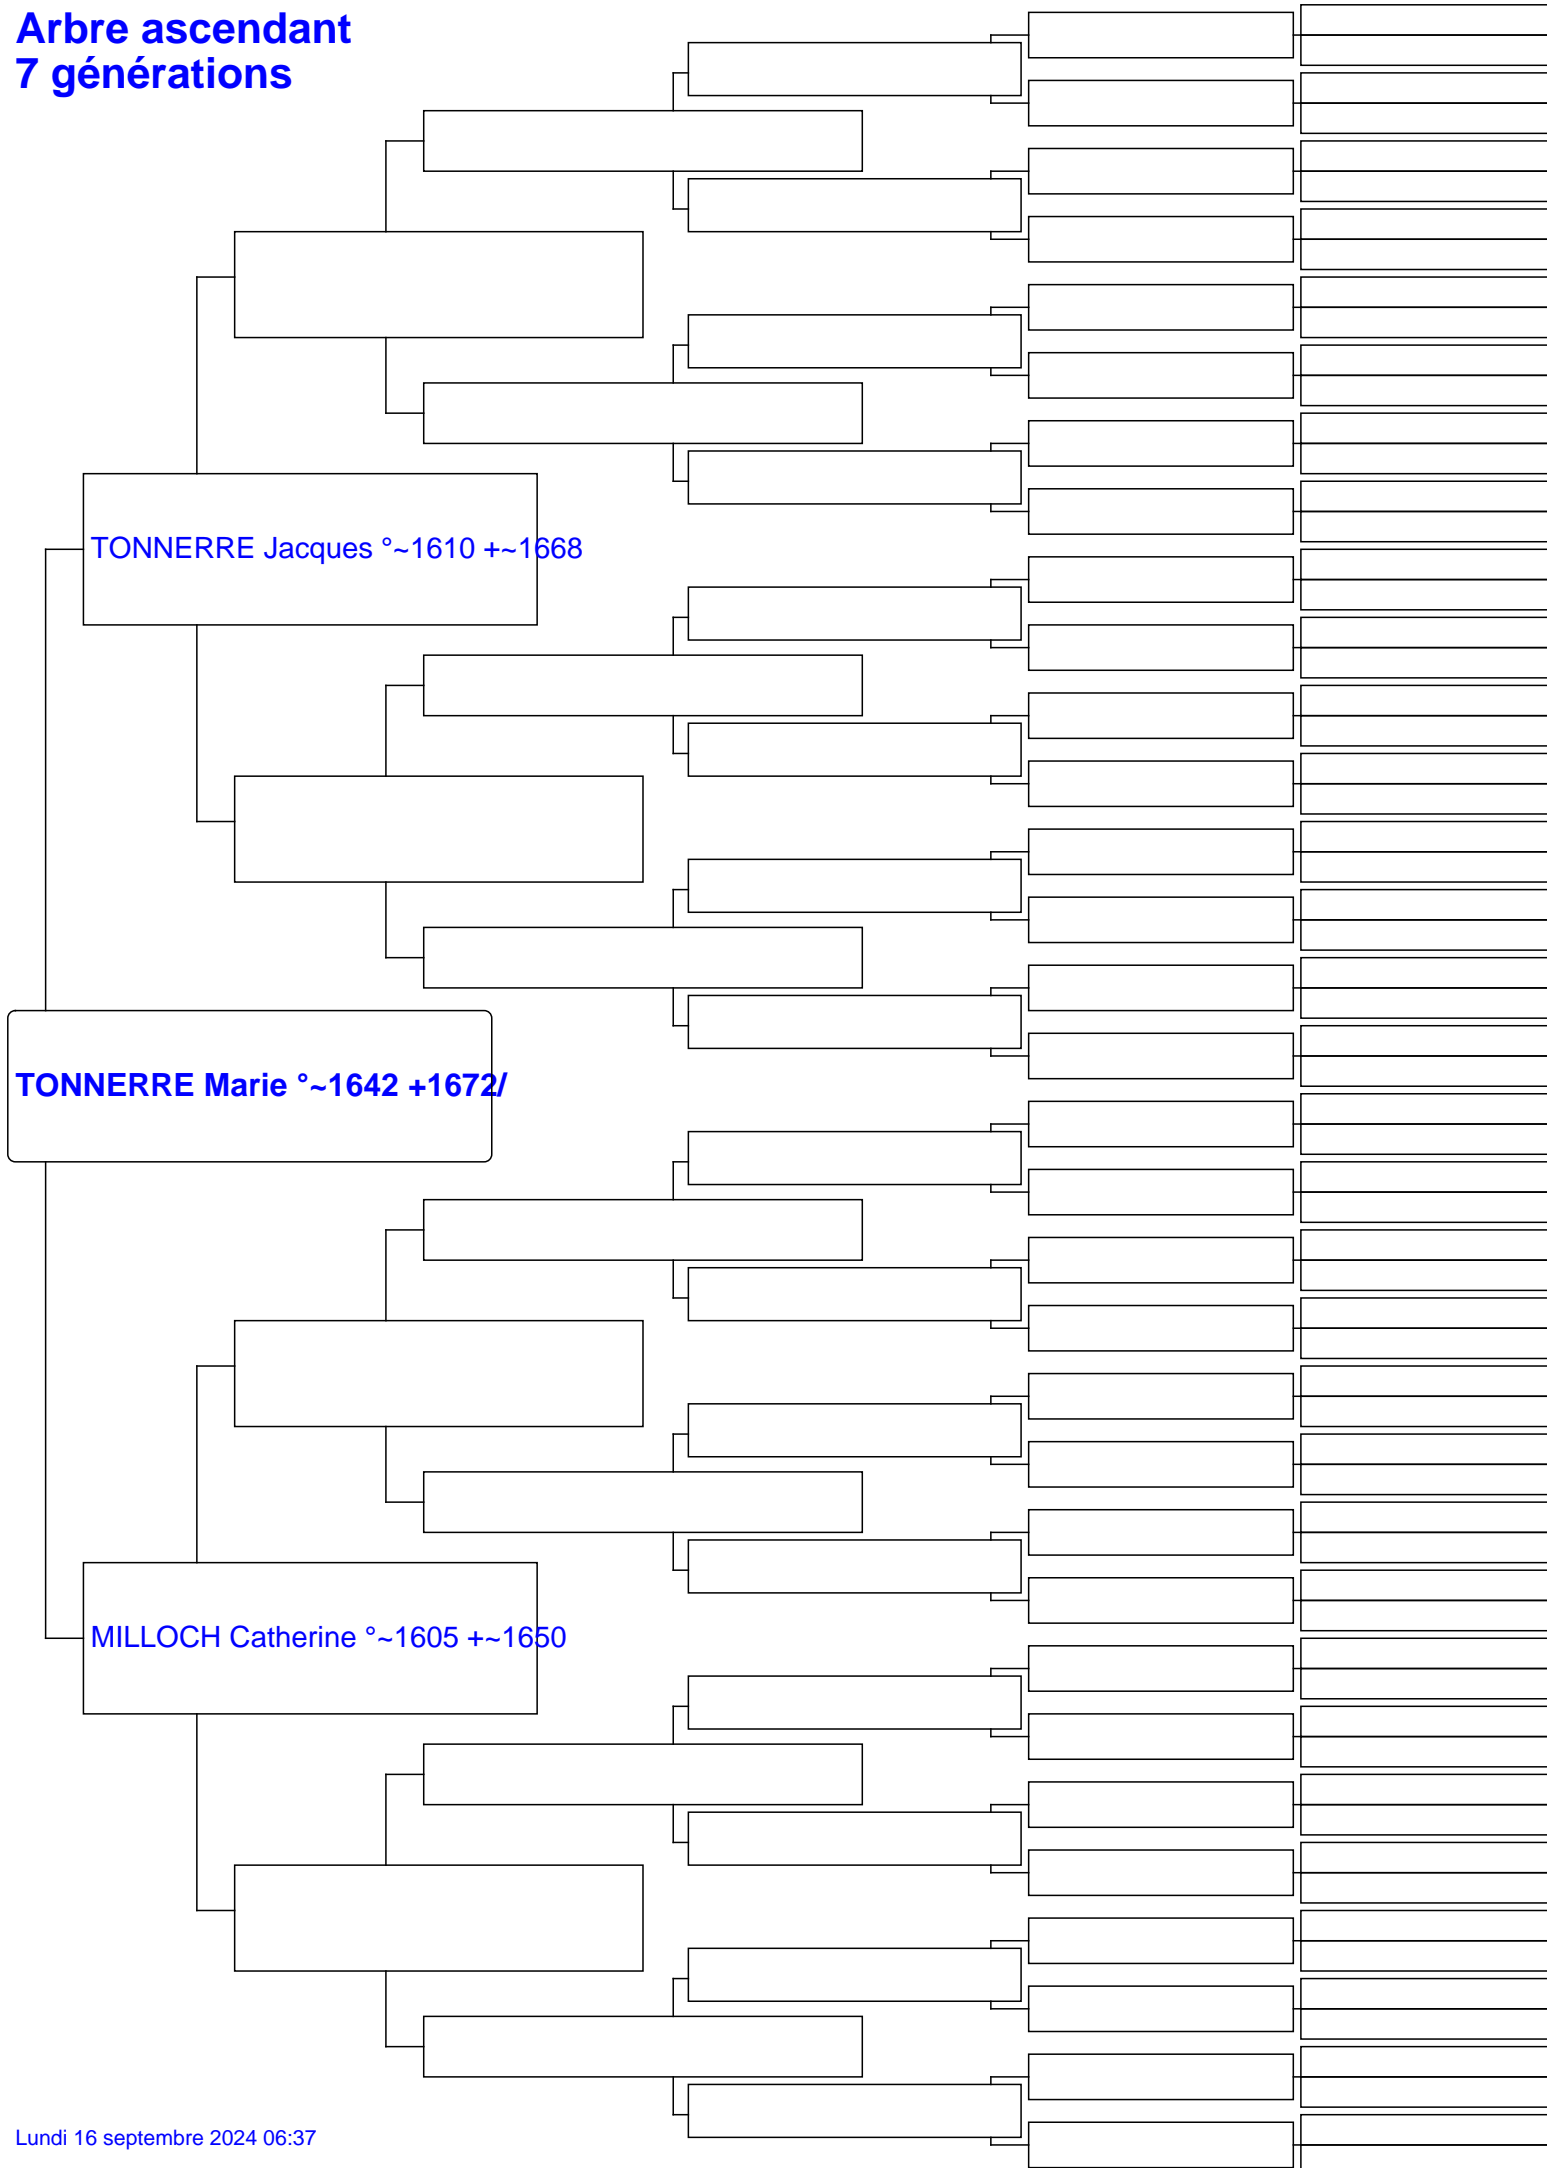 Arbre ascendant
7 générations
TONNERRE Jacques °~1610 +~1668
TONNERRE Marie °~1642 +1672/
MILLOCH Catherine °~1605 +~1650
Lundi 16 septembre 2024 06:37